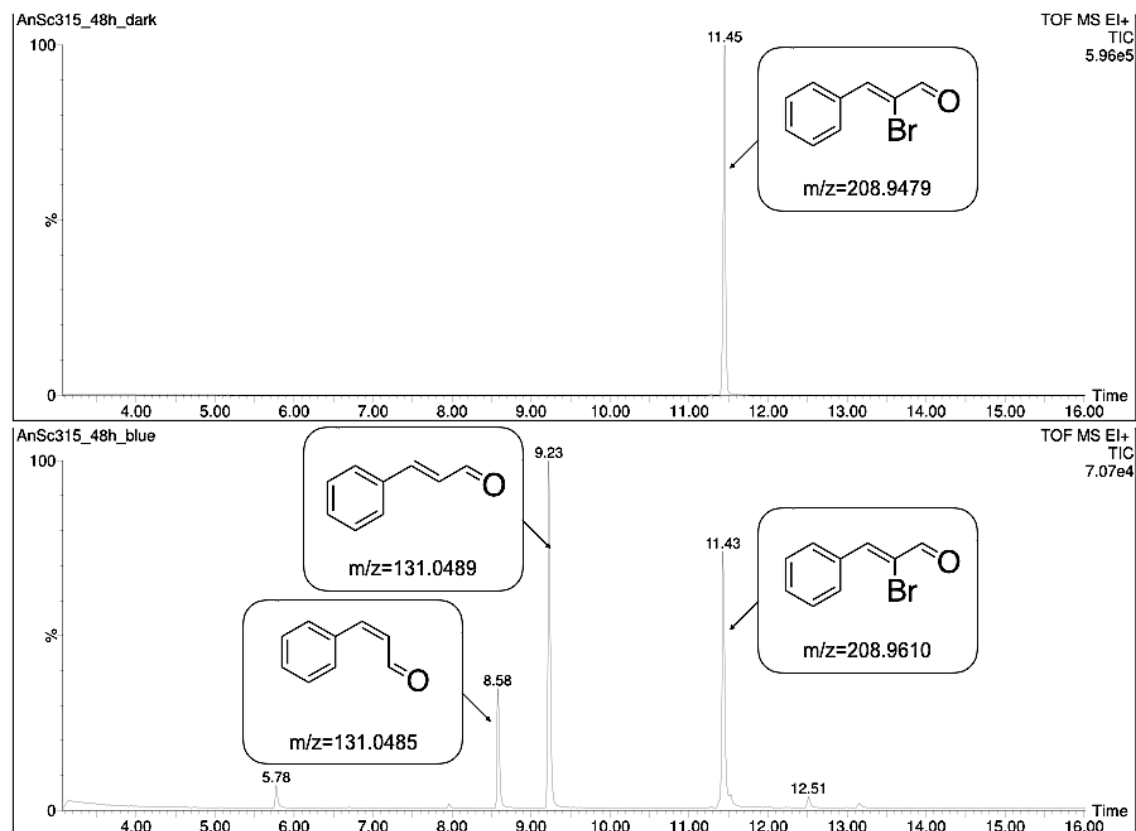 AnSc315_48h_dark
TOF MS EI+
TIC
5.96e5
100
%
0
11.45
O
Br
m/z=208.9479
4.00 5.00 6.00 7.00 8.00 9.00 10.00 11.00 12.00 13.00 14.00 15.00 16.00
Time
AnSc315_48h_blue
TOF MS EI+
TIC
7.07e4
100
%
0
9.23
O
m/z=131.0489
11.43
O
Br
m/z=208.9610
8.58
O
m/z=131.0485
5.78
12.51
4.00 5.00 6.00 7.00 8.00 9.00 10.00 11.00 12.00 13.00 14.00 15.00 16.00
Time